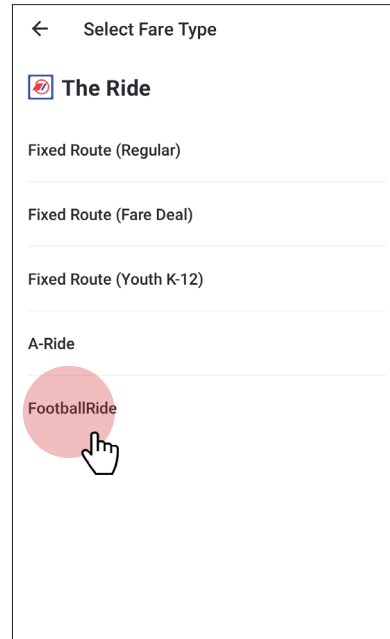 Select Fare Type
The Ride
Fixed Route (Regular)
Fixed Route (Fare Deal)
Fixed Route (Youth K-12)
A-Ride
FootballRide